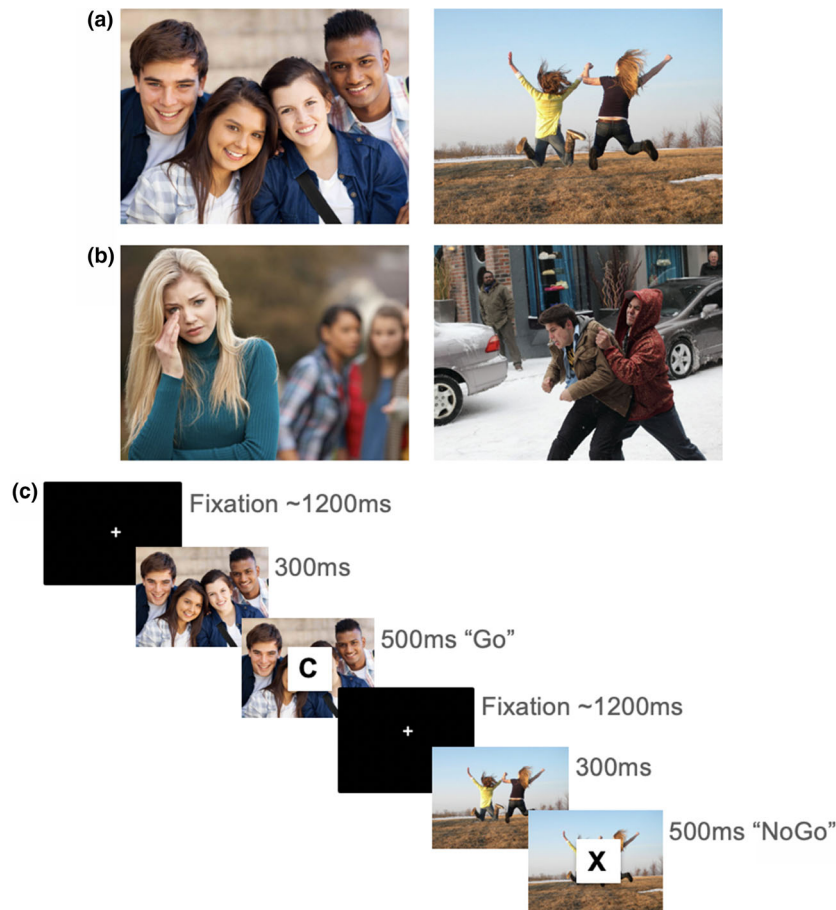 (a)
(b)
(c)
Fixation ~1200ms
300ms
C
500ms “Go”
Fixation ~1200ms
300ms
X
500ms “NoGo”